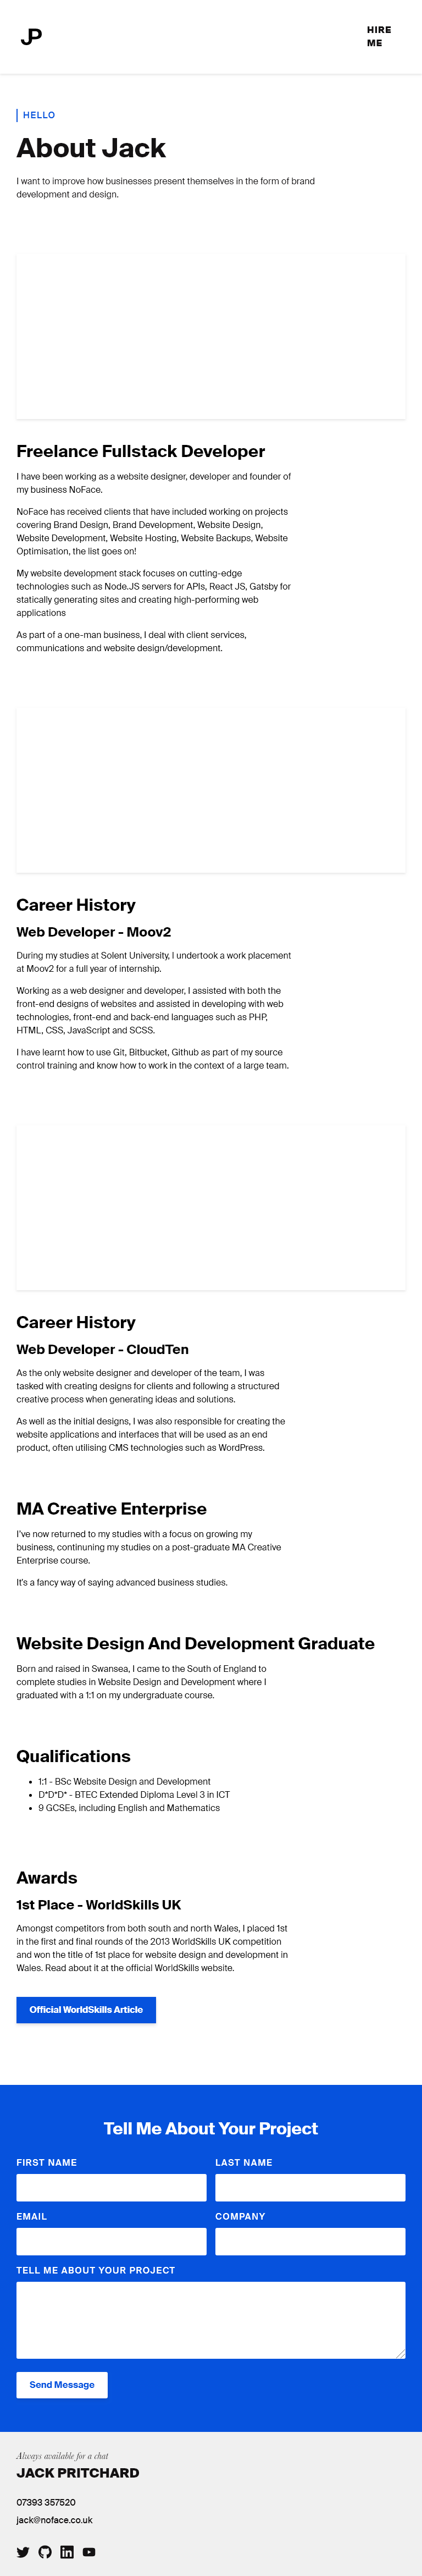 JP
HIRE
ME
HELLO
About Jack
I want to improve how businesses present themselves in the form of brand
development and design.
Freelance Fullstack Developer
I have been working as a website designer, developer and founder of
my business NoFace.
NoFace has received clients that have included working on projects
covering Brand Design, Brand Development, Website Design,
Website Development, Website Hosting, Website Backups, Website
Optimisation, the list goes on!
My website development stack focuses on cutting-edge
technologies such as Node.JS servers for APIs, React JS, Gatsby for
statically generating sites and creating high-performing web
applications
As part of a one-man business, I deal with client services,
communications and website design/development.
Career History
Web Developer - Moov2
During my studies at Solent University, I undertook a work placement
at Moov2 for a full year of internship.
Working as a web designer and developer, I assisted with both the
front-end designs of websites and assisted in developing with web
technologies, front-end and back-end languages such as PHP,
HTML, CSS, JavaScript and SCSS.
I have learnt how to use Git, Bitbucket, Github as part of my source
control training and know how to work in the context of a large team.
Career History
Web Developer - CloudTen
As the only website designer and developer of the team, I was
tasked with creating designs for clients and following a structured
creative process when generating ideas and solutions.
As well as the initial designs, I was also responsible for creating the
website applications and interfaces that will be used as an end
product, often utilising CMS technologies such as WordPress.
MA Creative Enterprise
I've now returned to my studies with a focus on growing my
business, continuning my studies on a post-graduate MA Creative
Enterprise course.
It's a fancy way of saying advanced business studies.
Website Design And Development Graduate
Born and raised in Swansea, I came to the South of England to
complete studies in Website Design and Development where I
graduated with a 1:1 on my undergraduate course.
Qualifications
• 1:1 - BSc Website Design and Development
• D*D*D* - BTEC Extended Diploma Level 3 in ICT
• 9 GCSEs, including English and Mathematics
Awards
1st Place - WorldSkills UK
Amongst competitors from both south and north Wales, I placed 1st
in the first and final rounds of the 2013 WorldSkills UK competition
and won the title of 1st place for website design and development in
Wales. Read about it at the official WorldSkills website.
Official WorldSkills Article
Tell Me About Your Project
FIRST NAME
LAST NAME
EMAIL
COMPANY
TELL ME ABOUT YOUR PROJECT
Send Message
Always available for a chat
JACK PRITCHARD
07393 357520
jack@noface.co.uk